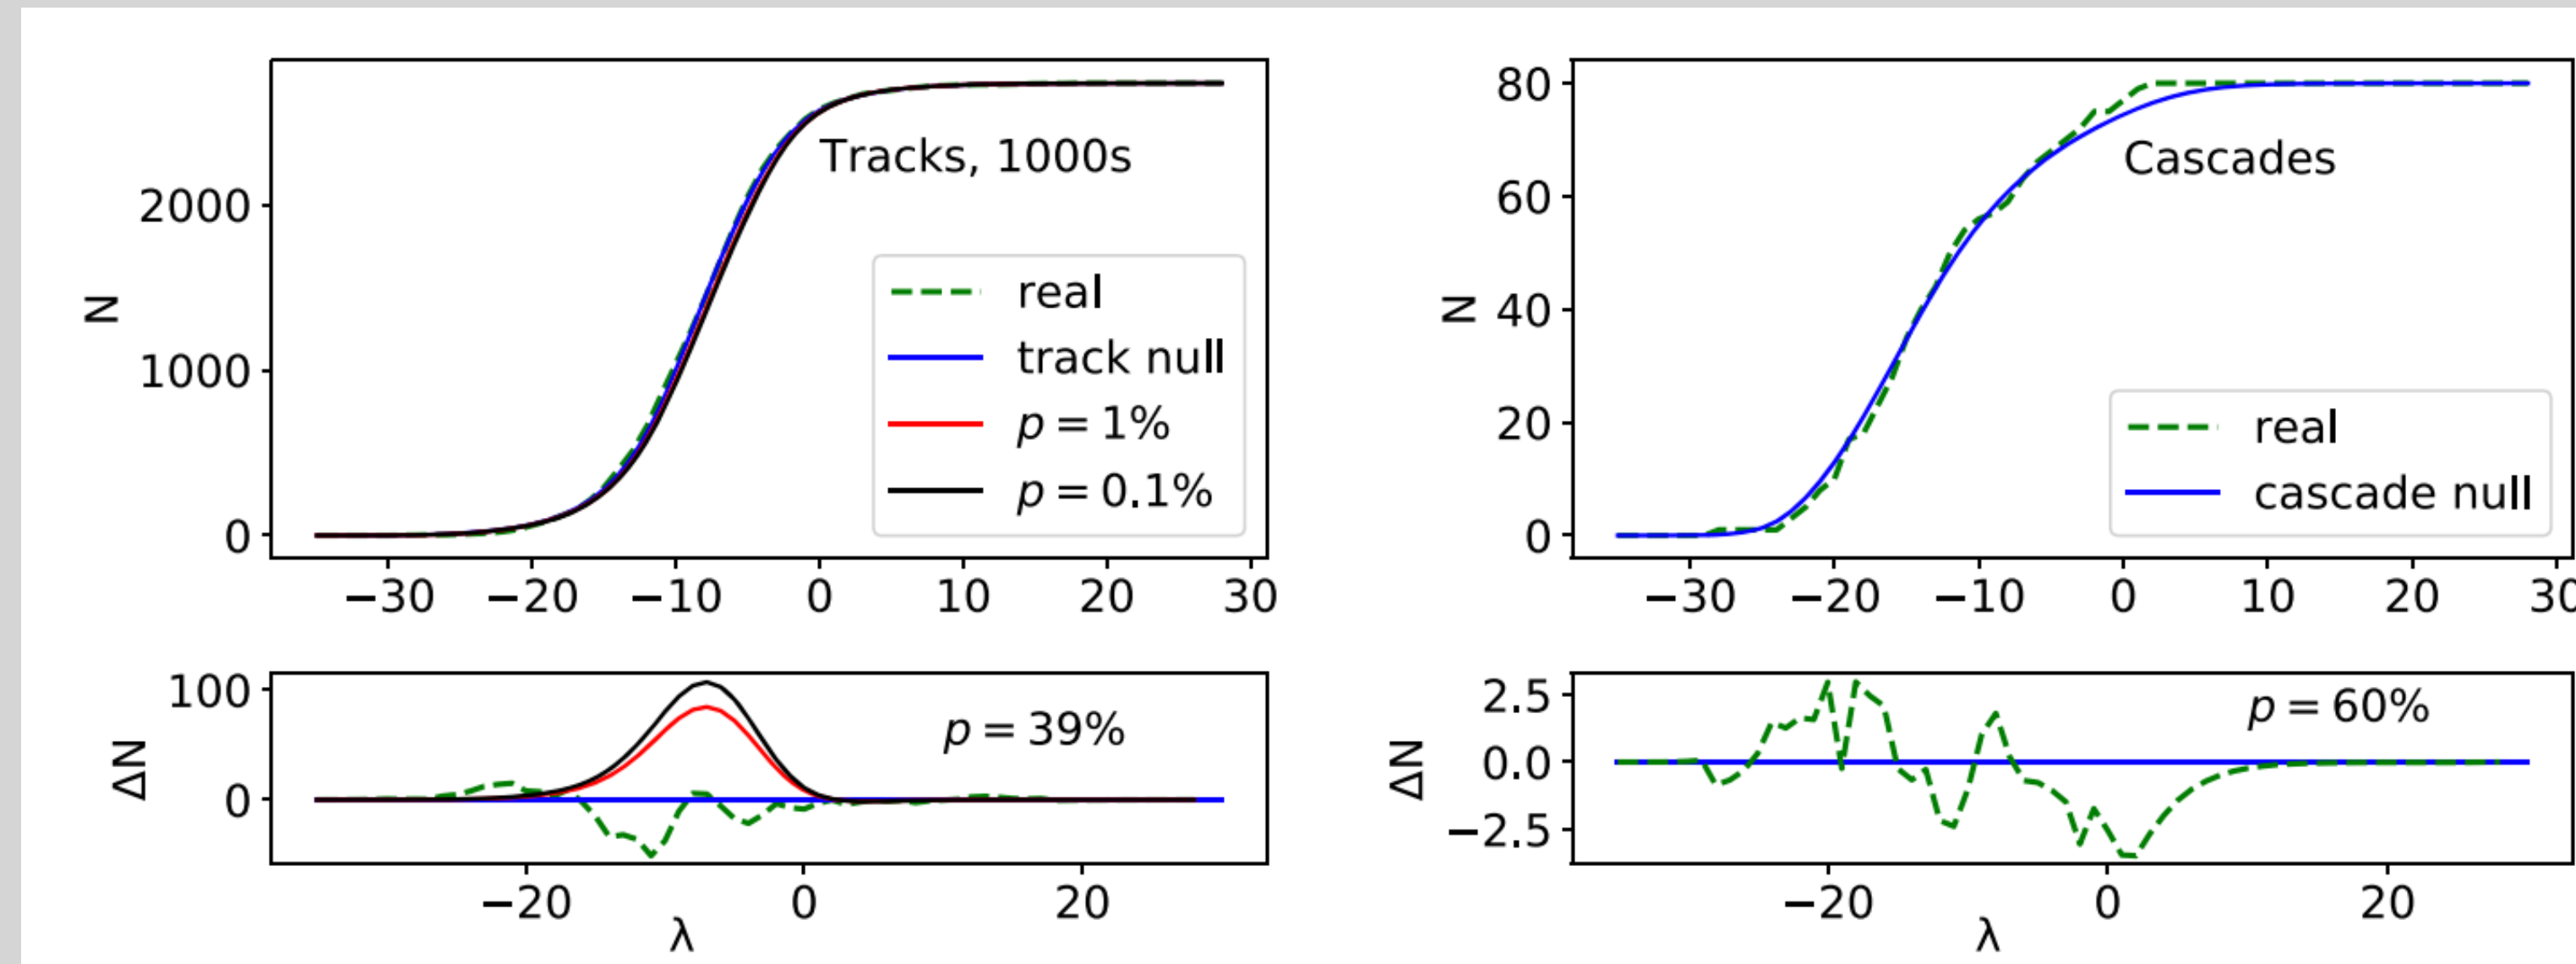 N
2000
1000
0
Tracks, 1000s
real
track null
p = 1%
p = 0.1%
−30 −20 −10 0 10 20 30
ΔN
100
0
p = 39%
−20 0 20
λ
N
80
60
40
20
0
Cascades
real
cascade null
−30 −20 −10 0 10 20 30
ΔN
2.5
0.0
−2.5
p = 60%
−20 0 20
λ